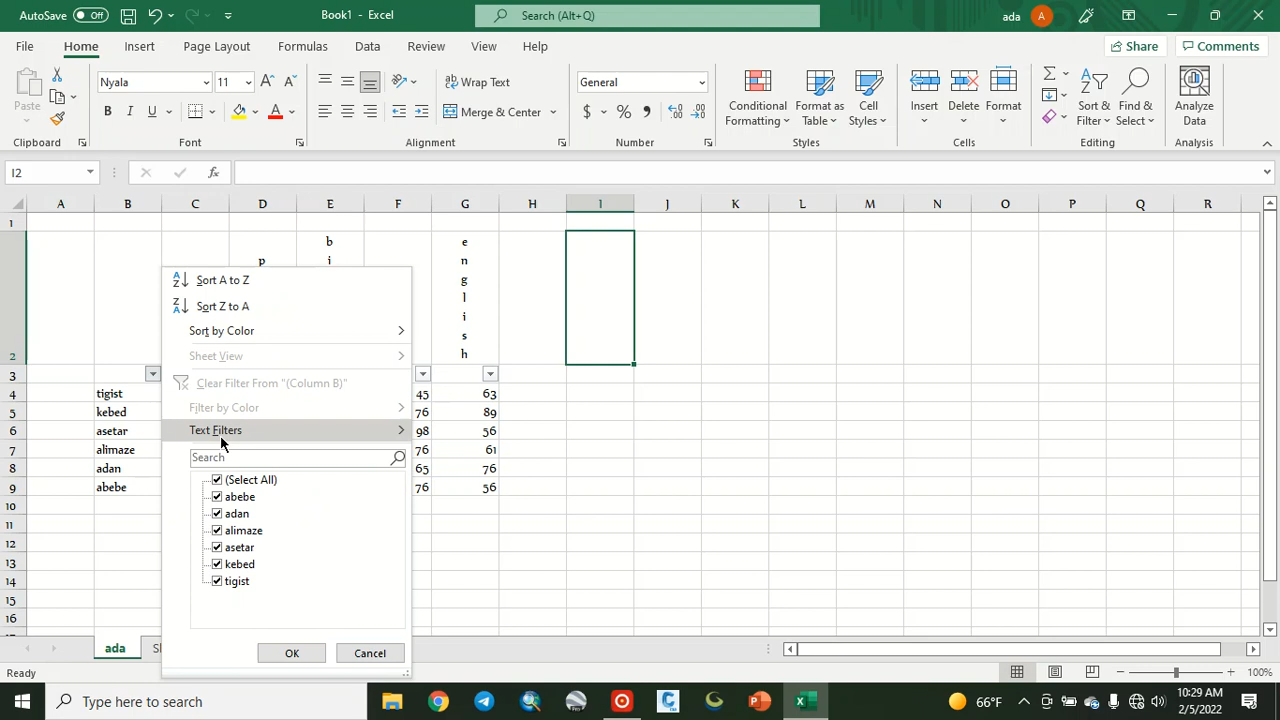 AutoSave Off Book1 - Excel Search (Alt+Q) ada A
File Home Insert Page Layout Formulas Data Review View Help Share Comments
Paste Nyala 11 Wrap Text General Conditional Formatting Format as Table Cell Styles Insert Delete Format Sort & Filter Find & Select Analyze Data
B I U A Merge & Center $ % ,
Clipboard Font Alignment Number Styles Cells Editing Analysis
I2 fx
A B C D E F G H I J K L M N O P Q R
1
b e
p i n
g
l
i
s
2 h
3
4 tigist 45 63
5 kebed 76 89
6 asetar 98 56
7 alimaze 76 61
8 adan 65 76
9 abebe 76 56
10
11
12
13
14
15
16
Sort A to Z
Sort Z to A
Sort by Color
Sheet View
Clear Filter From "(Column B)"
Filter by Color
Text Filters
Search
(Select All)
abebe
adan
alimaze
asetar
kebed
tigist
OK Cancel
ada
Ready 100%
Type here to search 66°F 10:29 AM
2/5/2022